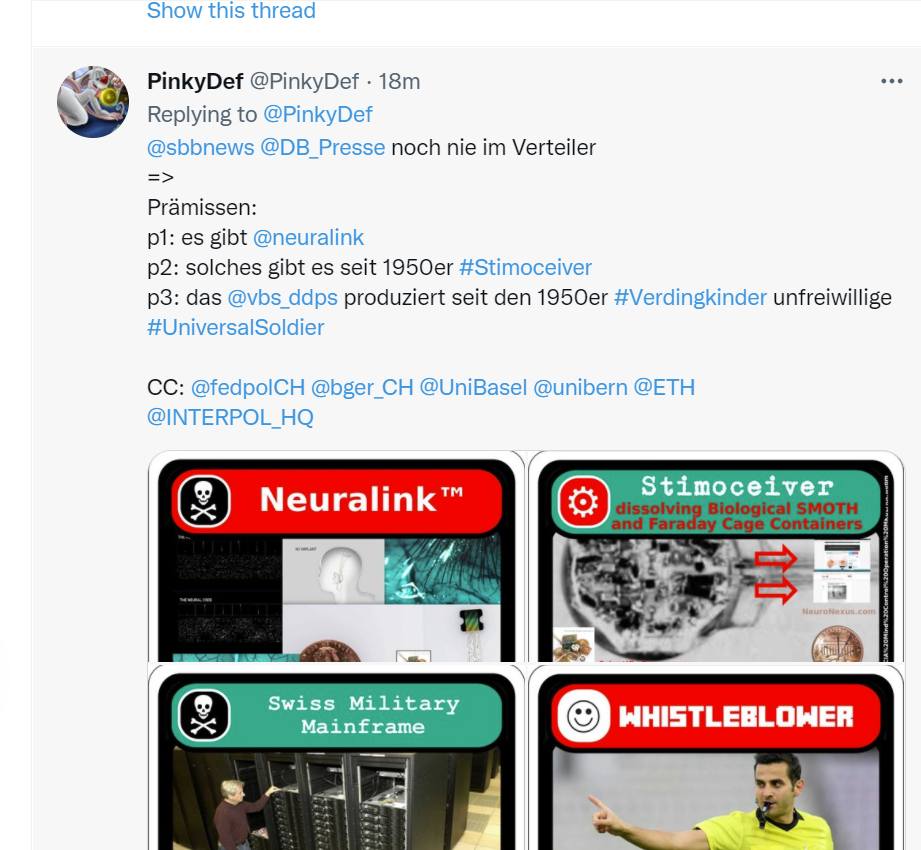 Show this thread
PinkyDef @PinkyDef · 18m
Replying to @PinkyDef
@sbbnews @DB_Presse noch nie im Verteiler
=>
Prämissen:
p1: es gibt @neuralink
p2: solches gibt es seit 1950er #Stimoceiver
p3: das @vbs_ddps produziert seit den 1950er #Verdingkinder unfreiwillige
#UniversalSoldier
CC: @fedpolCH @bger_CH @UniBasel @unibern @ETH
@INTERPOL_HQ
Neuralink™
THE NEURAL CODE
Stimoceiver
dissolving Biological SMOTH
and Faraday Cage Containers
NeuroNexus.com
Swiss Military
Mainframe
WHISTLEBLOWER